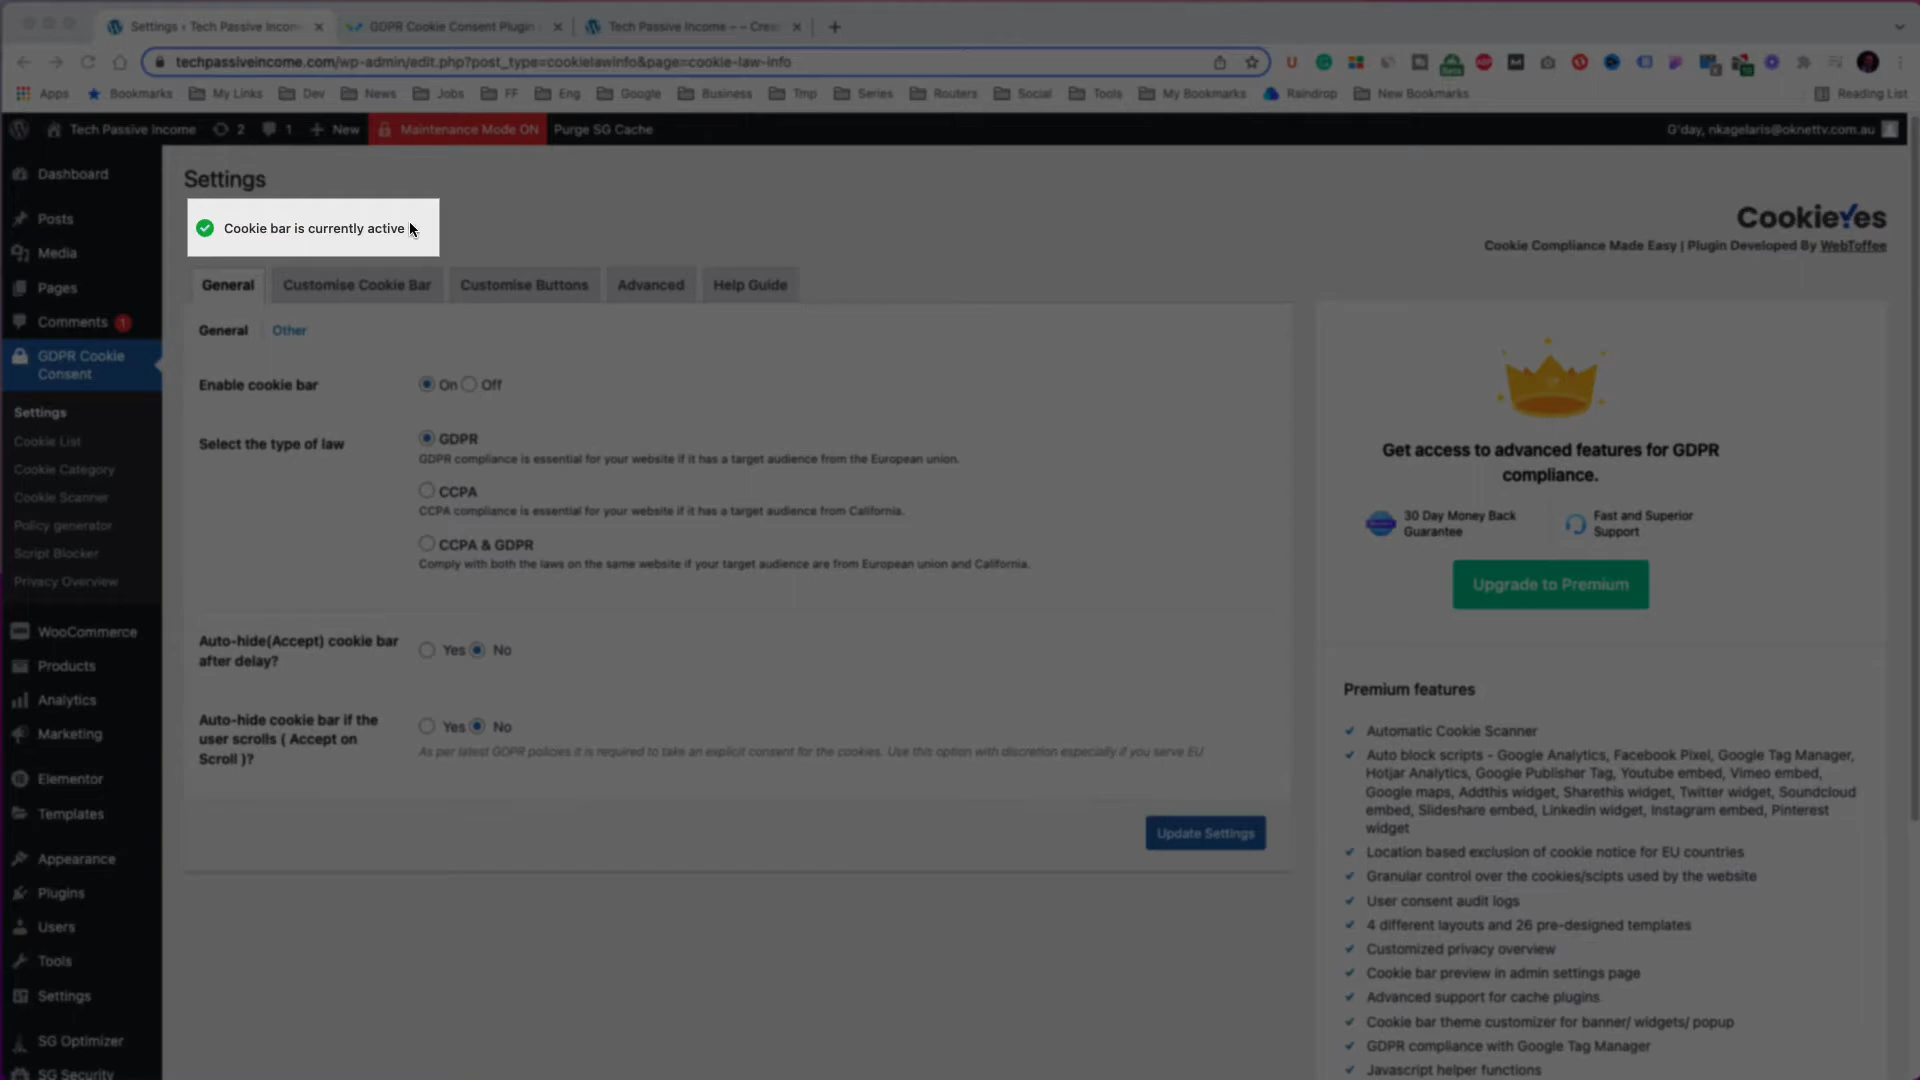 Settings ‹ Tech Passive Incom
GDPR Cookie Consent Plugin
Tech Passive Income – – Crea
techpassiveincome.com/wp-admin/edit.php?post_type=cookielawinfo&page=cookie-law-info
Apps
Bookmarks
My Links
Dev
News
Jobs
FF
Eng
Google
Business
Tmp
Series
Routers
Social
Tools
My Bookmarks
Raindrop
New Bookmarks
Reading List
Tech Passive Income
2
1
New
Maintenance Mode ON
Purge SG Cache
G'day, nkagelaris@oknettv.com.au
Dashboard
Posts
Media
Pages
Comments 1
GDPR Cookie
Consent
Settings
Cookie List
Cookie Category
Cookie Scanner
Policy generator
Script Blocker
Privacy Overview
WooCommerce
Products
Analytics
Marketing
Elementor
Templates
Appearance
Plugins
Users
Tools
Settings
SG Optimizer
SG Security
Settings
Cookie bar is currently active
General
Customise Cookie Bar
Customise Buttons
Advanced
Help Guide
General
Other
Enable cookie bar
On
Off
Select the type of law
GDPR
GDPR compliance is essential for your website if it has a target audience from the European union.
CCPA
CCPA compliance is essential for your website if it has a target audience from California.
CCPA & GDPR
Comply with both the laws on the same website if your target audience are from European union and California.
Auto-hide(Accept) cookie bar
after delay?
Yes
No
Auto-hide cookie bar if the
user scrolls ( Accept on
Scroll )?
Yes
No
As per latest GDPR policies it is required to take an explicit consent for the cookies. Use this option with discretion especially if you serve EU
Update Settings
CookieYes
Cookie Compliance Made Easy | Plugin Developed By WebToffee
Get access to advanced features for GDPR
compliance.
30 Day Money Back
Guarantee
Fast and Superior
Support
Upgrade to Premium
Premium features
Automatic Cookie Scanner
Auto block scripts - Google Analytics, Facebook Pixel, Google Tag Manager,
Hotjar Analytics, Google Publisher Tag, Youtube embed, Vimeo embed,
Google maps, Addthis widget, Sharethis widget, Twitter widget, Soundcloud
embed, Slideshare embed, Linkedin widget, Instagram embed, Pinterest
widget
Location based exclusion of cookie notice for EU countries
Granular control over the cookies/scipts used by the website
User consent audit logs
4 different layouts and 26 pre-designed templates
Customized privacy overview
Cookie bar preview in admin settings page
Advanced support for cache plugins
Cookie bar theme customizer for banner/ widgets/ popup
GDPR compliance with Google Tag Manager
Javascript helper functions